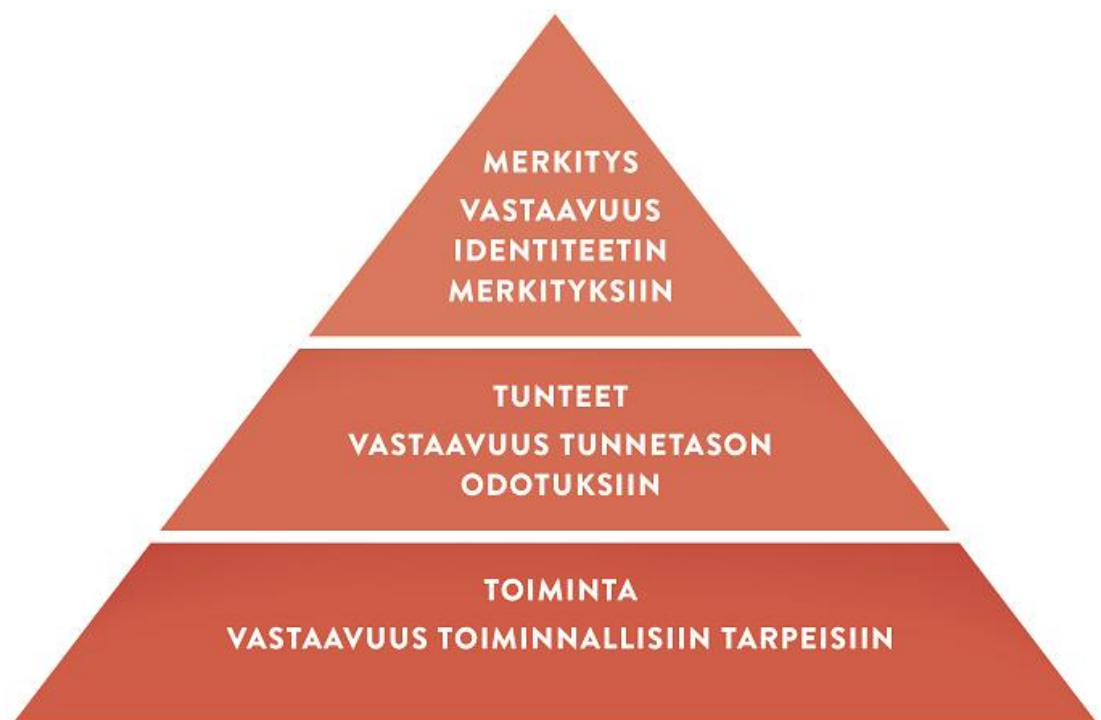 MERKITYS
VASTAAVUUS
IDENTITEETIN
MERKITYKSIIN
TUNTEET
VASTAAVUUS TUNNETASON
ODOTUKSIIN
TOIMINTA
VASTAAVUUS TOIMINNALLISIIN TARPEISIIN